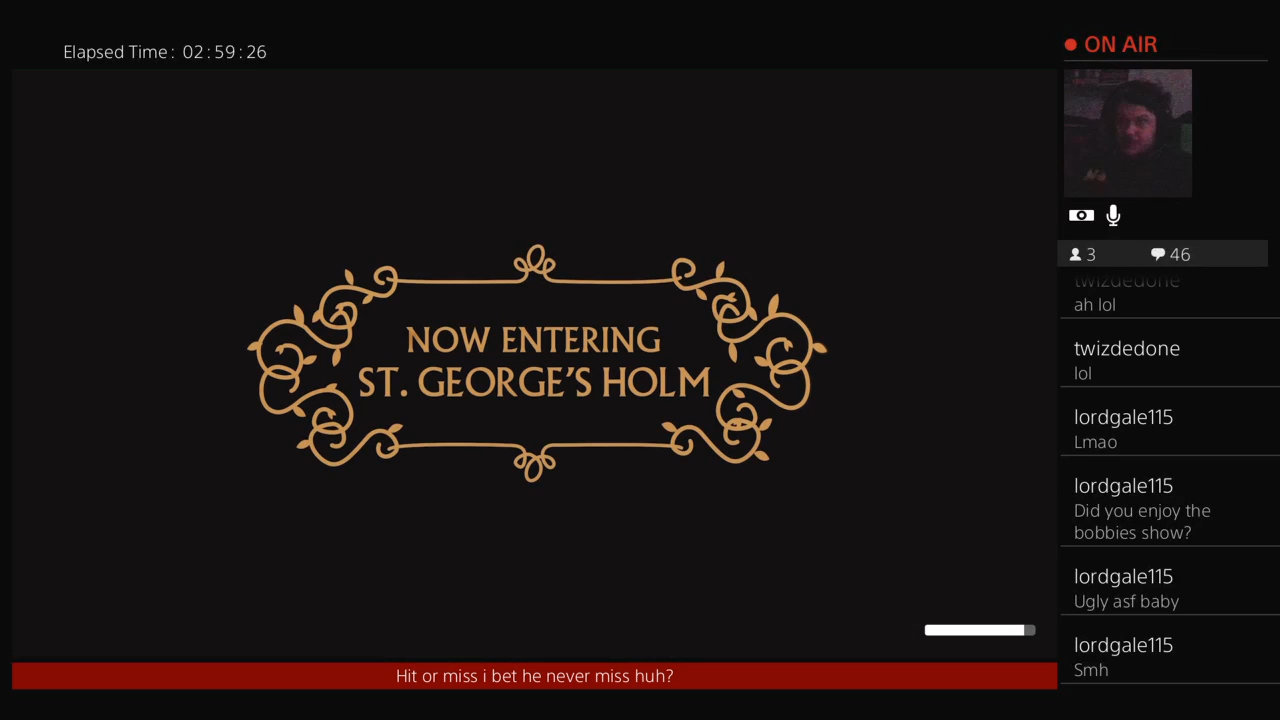 Elapsed Time: 02:59:26
ON AIR
3 46
twizdedone
ah lol
twizdedone
lol
lordgale115
Lmao
lordgale115
Did you enjoy the
bobbies show?
lordgale115
Ugly asf baby
lordgale115
Smh
NOW ENTERING
ST. GEORGE'S HOLM
Hit or miss i bet he never miss huh?